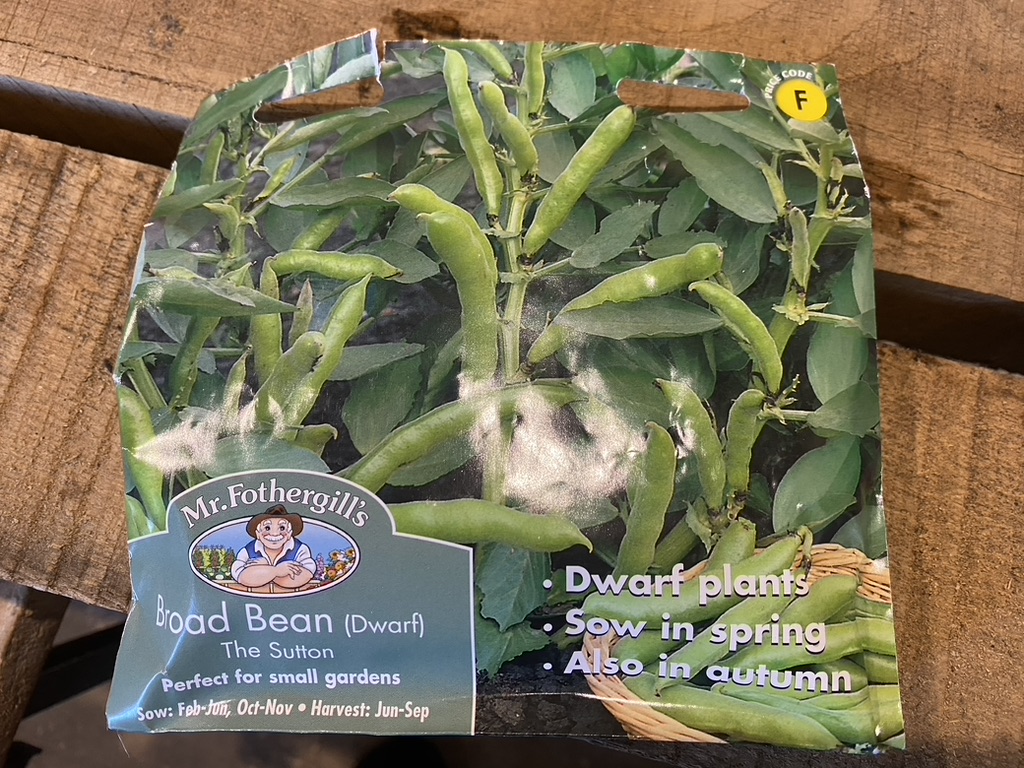 PRICE CODE
F
Mr. Fothergill's
Broad Bean (Dwarf)
The Sutton
Perfect for small gardens
Sow: Feb-Jun, Oct-Nov • Harvest: Jun-Sep
• Dwarf plants
• Sow in spring
• Also in autumn